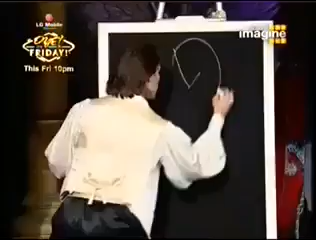 LG Mobile
OYE!
FRIDAY!
This Fri 10pm
imagine